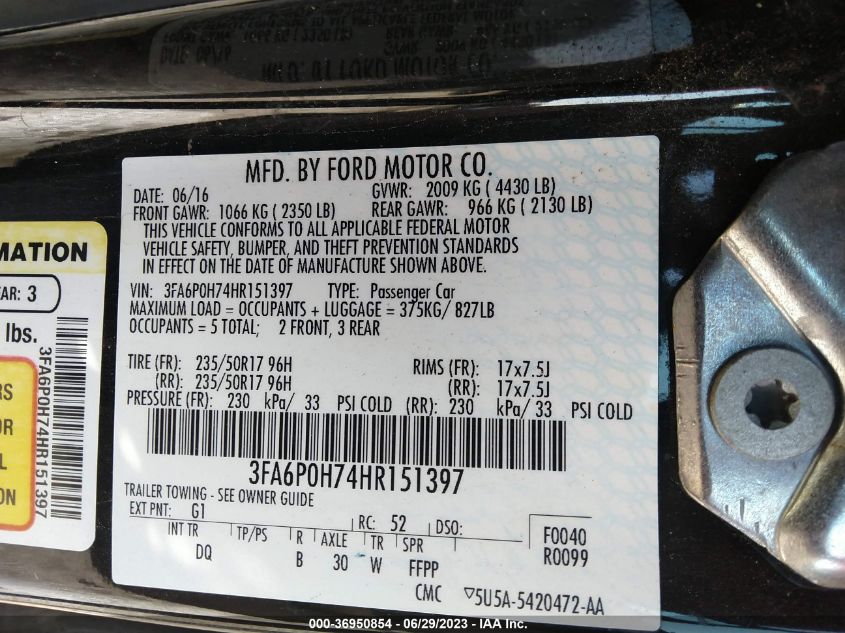 MFD. BY FORD MOTOR CO.
DATE: 06/16 GVWR: 2009 KG ( 4430 LB)
FRONT GAWR: 1066 KG ( 2350 LB) REAR GAWR: 966 KG ( 2130 LB)
THIS VEHICLE CONFORMS TO ALL APPLICABLE FEDERAL MOTOR
VEHICLE SAFETY, BUMPER, AND THEFT PREVENTION STANDARDS
IN EFFECT ON THE DATE OF MANUFACTURE SHOWN ABOVE.
VIN: 3FA6P0H74HR151397 TYPE: Passenger Car
MAXIMUM LOAD = OCCUPANTS + LUGGAGE = 375KG/ 827LB
OCCUPANTS = 5 TOTAL; 2 FRONT, 3 REAR
TIRE (FR): 235/50R17 96H RIMS (FR): 17x7.5J
(RR): 235/50R17 96H (RR): 17x7.5J
PRESSURE (FR): 230 kPa/ 33 PSI COLD (RR): 230 kPa/ 33 PSI COLD
3FA6P0H74HR151397
TRAILER TOWING - SEE OWNER GUIDE
EXT PNT: G1 RC: 52 DSO: F0040
INT TR TP/PS R AXLE TR SPR R0099
DQ B 30 W FFPP
CMC ▽5U5A-5420472-AA
MATION
AR: 3
lbs.
RS
OR
L
ON
3FA6P0H74HR151397
000-36950854 - 06/29/2023 - IAA Inc.